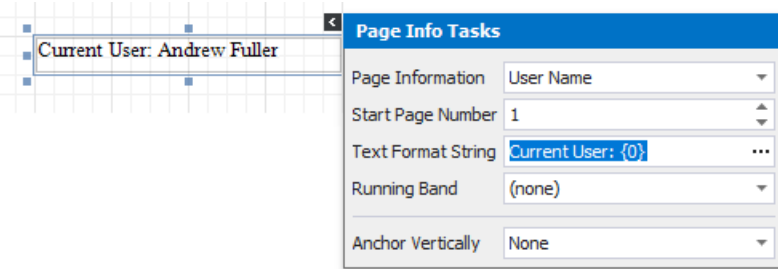 Current User: Andrew Fuller
Page Info Tasks
Page Information User Name
Start Page Number 1
Text Format String Current User: {0} ...
Running Band (none)
Anchor Vertically None